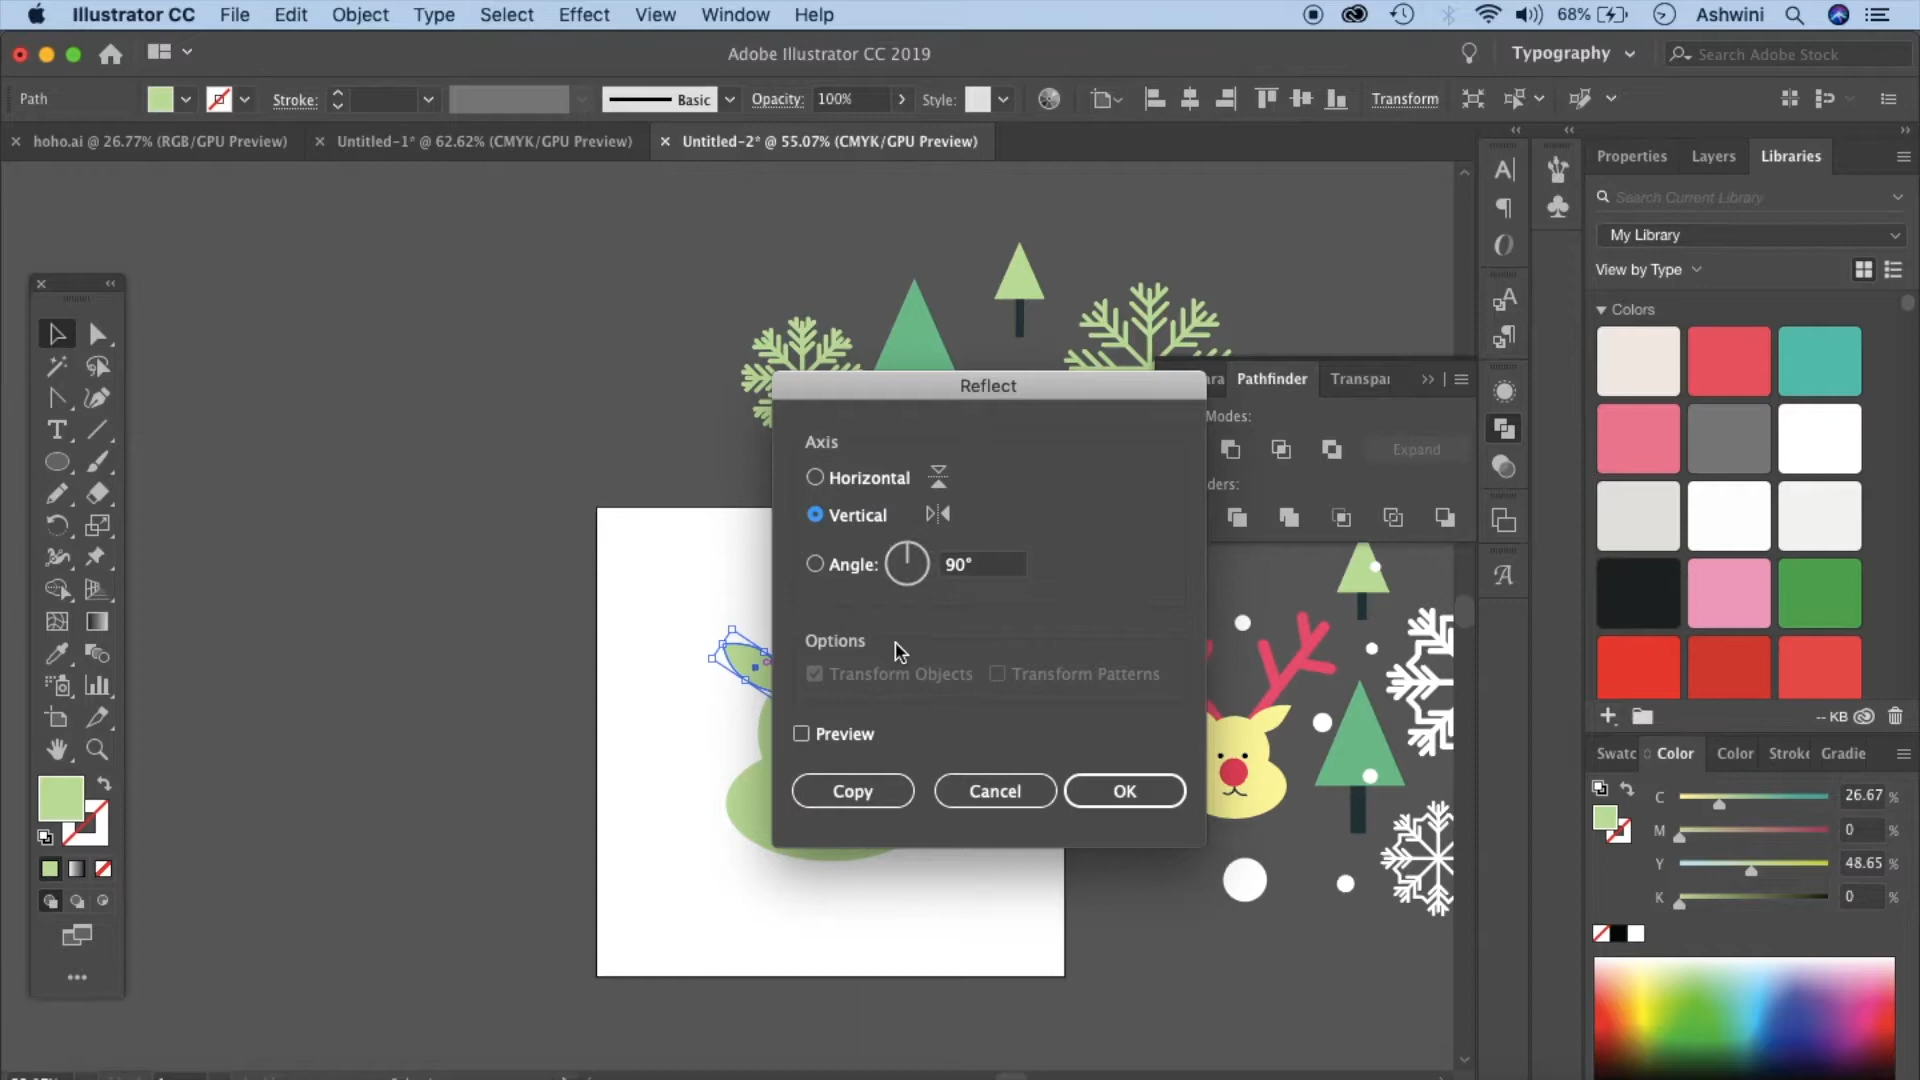 Illustrator CC File Edit Object Type Select Effect View Window Help 68% Ashwini
Adobe Illustrator CC 2019 Typography Search Adobe Stock
Path Stroke: Basic Opacity: 100% Style: Transform
hoho.ai @ 26.77% (RGB/GPU Preview) Untitled-1* @ 62.62% (CMYK/GPU Preview) Untitled-2* @ 55.07% (CMYK/GPU Preview)
Properties Layers Libraries
Search Current Library
My Library
View by Type
Colors
Reflect
ara Pathfinder Transpar
Modes:
Expand
ders:
Axis
Horizontal
Vertical
Angle: 90°
Options
Transform Objects Transform Patterns
Preview
Copy Cancel OK
-- KB
Swatc Color Color Stroke Gradie
C 26.67 %
M 0 %
Y 48.65 %
K 0 %